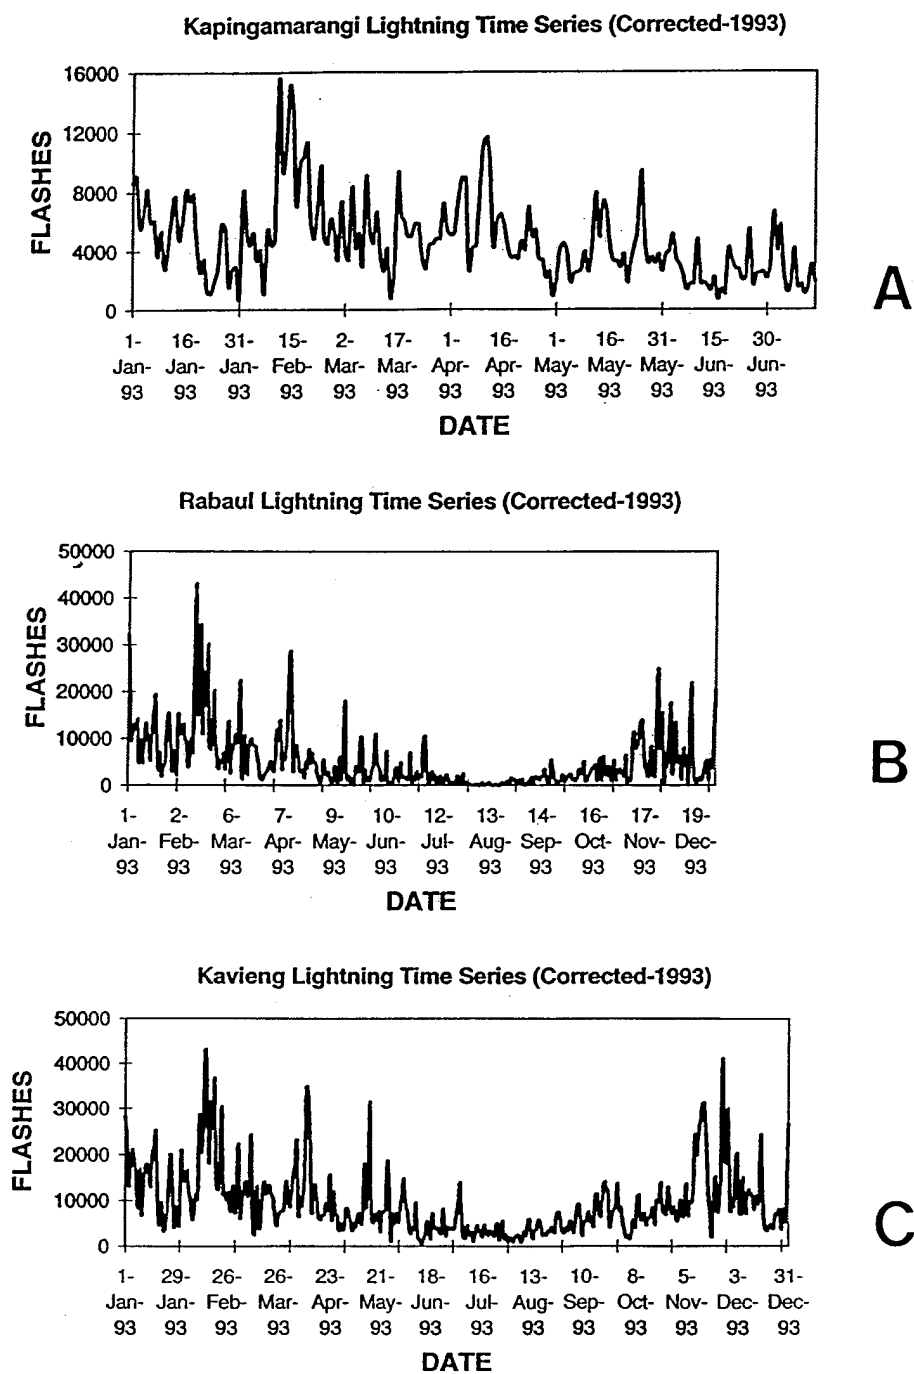 Kapingamarangi Lightning Time Series (Corrected-1993)
16000
12000
8000
4000
0
FLASHES
1- 16- 31- 15- 2- 17- 1- 16- 1- 16- 31- 15- 30-
Jan- Jan- Jan- Feb- Mar- Mar- Apr- Apr- May- May- May- Jun- Jun-
93 93 93 93 93 93 93 93 93 93 93 93 93
DATE
A
Rabaul Lightning Time Series (Corrected-1993)
50000
40000
30000
20000
10000
0
FLASHES
1- 2- 6- 7- 9- 10- 12- 13- 14- 16- 17- 19-
Jan- Feb- Mar- Apr- May- Jun- Jul- Aug- Sep- Oct- Nov- Dec-
93 93 93 93 93 93 93 93 93 93 93 93
DATE
B
Kavieng Lightning Time Series (Corrected-1993)
50000
40000
30000
20000
10000
0
FLASHES
1- 29- 26- 26- 23- 21- 18- 16- 13- 10- 8- 5- 3- 31-
Jan- Jan- Feb- Mar- Apr- May- Jun- Jul- Aug- Sep- Oct- Nov- Dec- Dec-
93 93 93 93 93 93 93 93 93 93 93 93 93 93
DATE
C